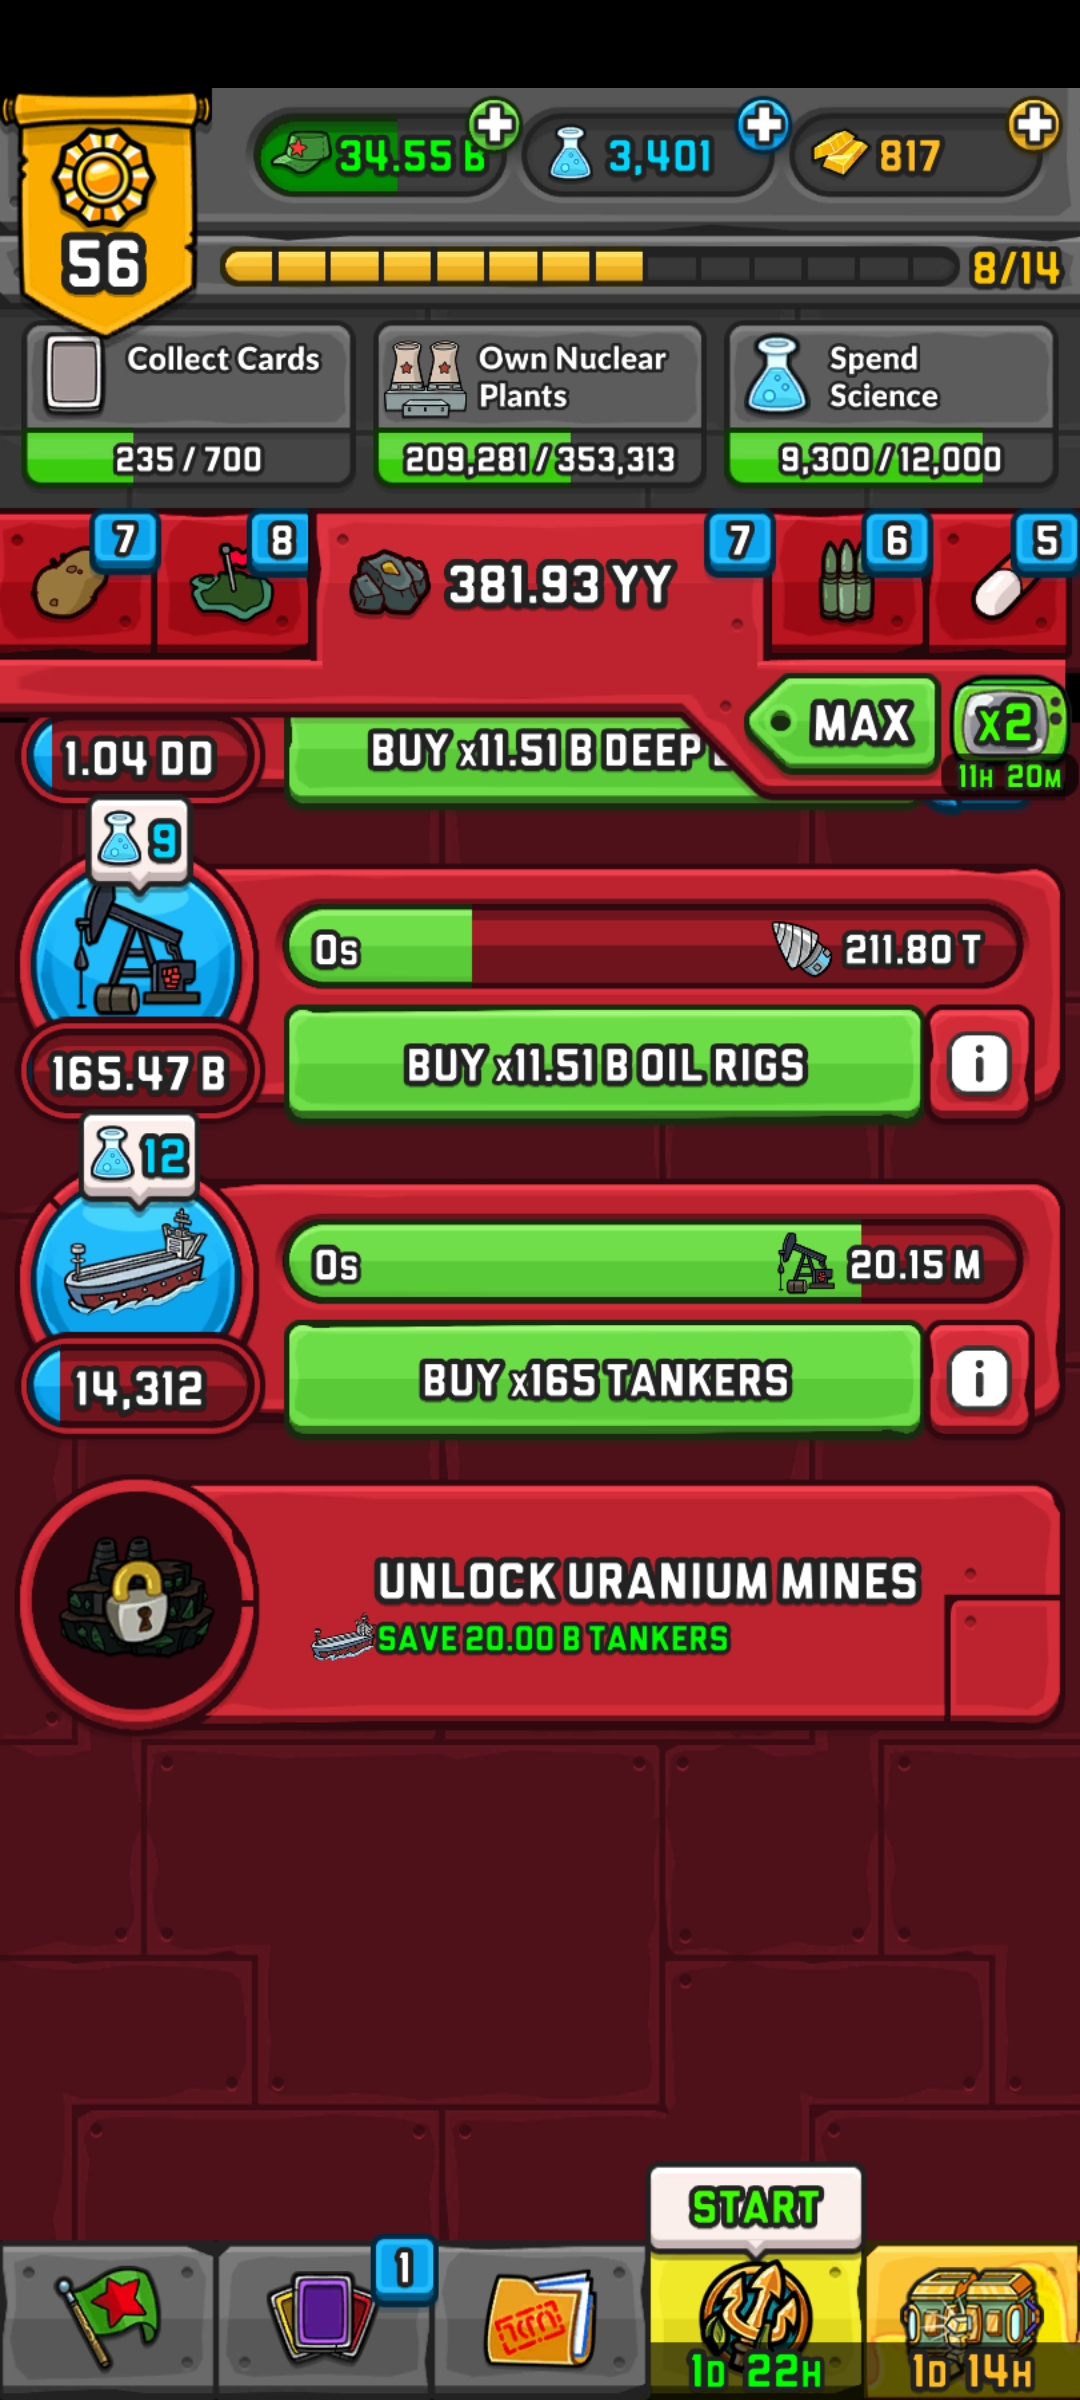 56
34.55 B
3,401
817
8/14
Collect Cards
235/700
Own Nuclear
Plants
209,281/353,313
Spend
Science
9,300/12,000
7
8
381.93 YY
7
6
5
MAX
x2
11H 20M
1.04 DD
BUY x11.51 B DEEP
9
0s
211.80 T
165.47 B
BUY x11.51 B OIL RIGS
i
12
0s
20.15 M
14,312
BUY x165 TANKERS
i
UNLOCK URANIUM MINES
SAVE 20.00 B TANKERS
START
1
1D 22H
1D 14H